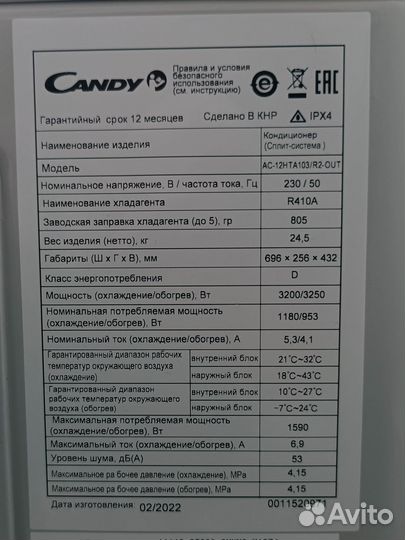 CANDY
Правила и условия
безопасного
использования
(см. инструкцию)
EAC
Гарантийный срок 12 месяцев Сделано В КНР IPX4
Наименование изделия Кондиционер (Сплит-система)
Модель AC-12HTA103/R2-OUT
Номинальное напряжение, В / частота тока, Гц 230 / 50
Наименование хладагента R410A
Заводская заправка хладагента (до 5), гр 805
Вес изделия (нетто), кг 24,5
Габариты (Ш х Г х В), мм 696 × 256 × 432
Класс энергопотребления D
Мощность (охлаждение/обогрев), Вт 3200/3250
Номинальная потребляемая мощность
(охлаждение/обогрев), Вт 1180/953
Номинальный ток (охлаждение/обогрев), А 5,3/4,1
Гарантированный диапазон рабочих
температур окружающего воздуха
(охлаждение)
внутренний блок 21℃~32℃
наружный блок 18℃~43℃
Гарантированный диапазон
рабочих температур окружающего
воздуха (обогрев)
внутренний блок 10℃~27℃
наружный блок -7℃~24℃
Максимальная потребляемая мощность
(охлаждение/обогрев), Вт 1590
Максимальный ток (охлаждение/обогрев), А 6,9
Уровень шума, дБ(А) 53
Максимальное ра бочее давление (охлаждение), MPa 4,15
Максимальное ра бочее давление (обогрев), MPa 4,15
Дата изготовления 02/2022 0011520971
Avito